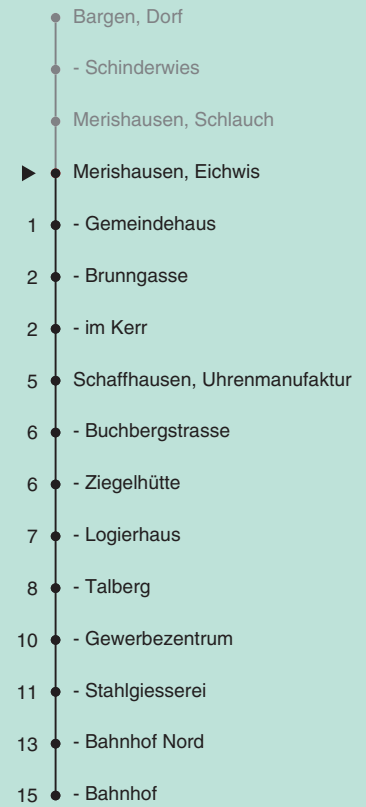 Bargen, Dorf
- Schinderwies
Merishausen, Schlauch
Merishausen, Eichwis
1 - Gemeindehaus
2 - Brunngasse
2 - im Kerr
5 Schaffhausen, Uhrenmanufaktur
6 - Buchbergstrasse
6 - Ziegelhütte
7 - Logierhaus
8 - Talberg
10 - Gewerbezentrum
11 - Stahlgiesserei
13 - Bahnhof Nord
15 - Bahnhof